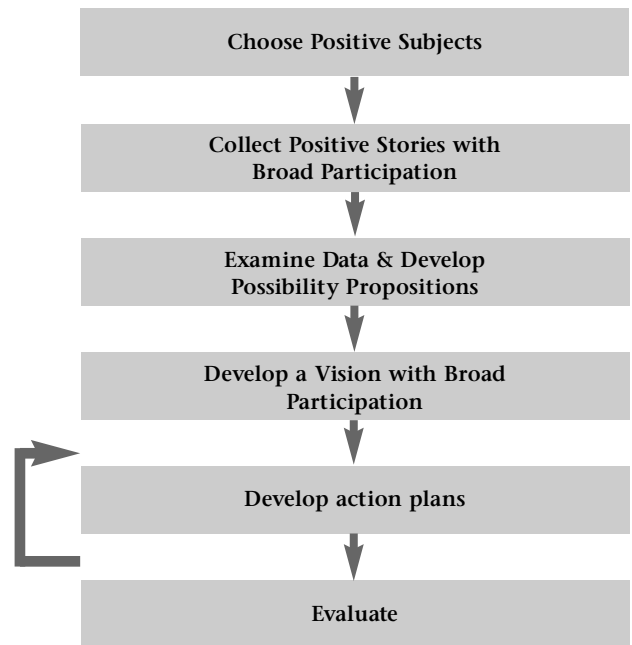 Choose Positive Subjects
Collect Positive Stories with
Broad Participation
Examine Data & Develop
Possibility Propositions
Develop a Vision with Broad
Participation
Develop action plans
Evaluate